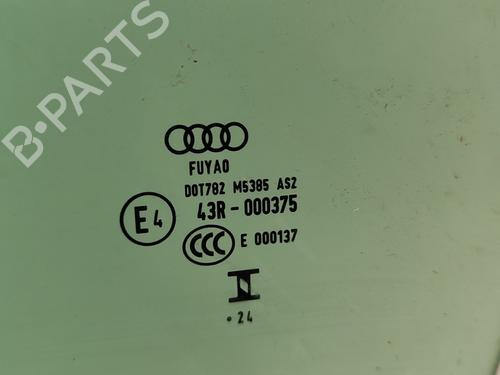 B-PARTS
FUYAO
DOT782 M5385 AS2
E4 43R-000375
CCC E 000137
.24